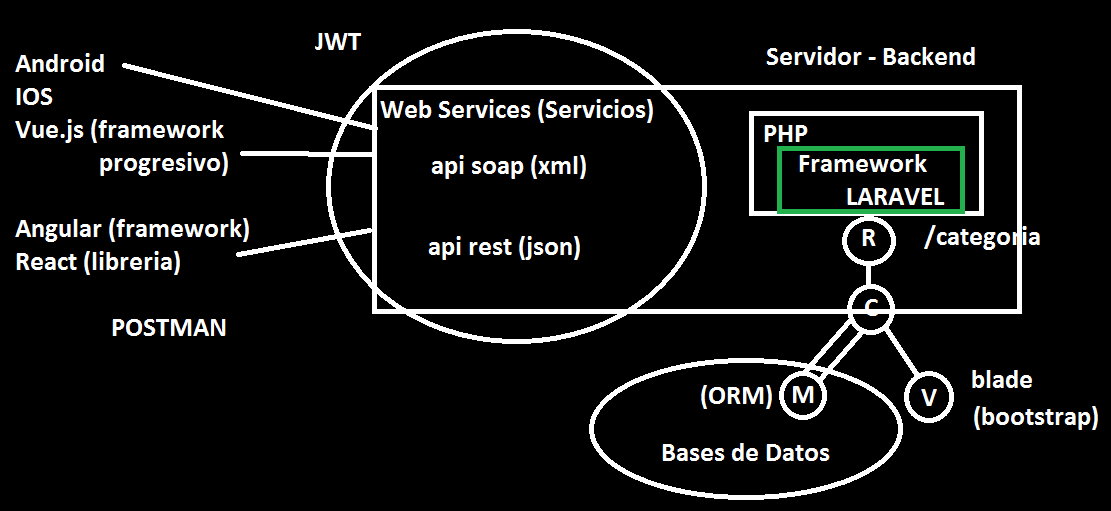 JWT
Servidor - Backend
Android
IOS
Vue.js (framework
progresivo)
Angular (framework)
React (libreria)
POSTMAN
Web Services (Servicios)
api soap (xml)
api rest (json)
PHP
Framework
LARAVEL
R
/categoria
C
(ORM)
M
V
blade
(bootstrap)
Bases de Datos